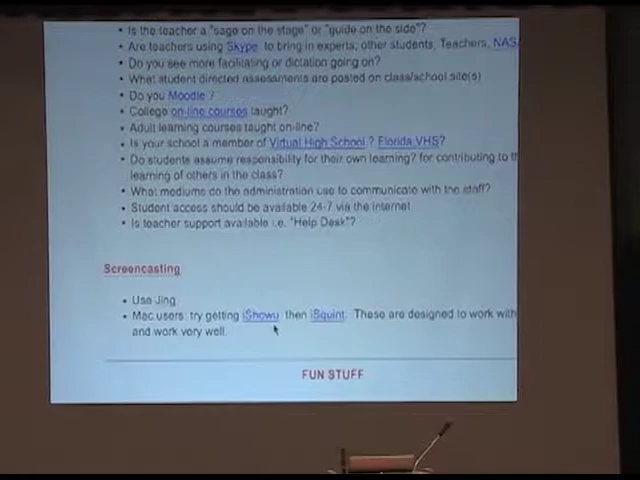 • Is the teacher a "sage on the stage" or "guide on the side"?
• Are teachers using Skype to bring in experts, other students, Teachers, NAS
• Do you see more facilitating or dictation going on?
• What student directed assessments are posted on class/school site(s)
• Do you Moodle ?
• College on-line courses taught?
• Adult learning courses taught on-line?
• Is your school a member of Virtual High School ? Florida VHS?
• Do students assume responsibility for their own learning? for contributing to th
learning of others in the class?
• What mediums do the administration use to communicate with the staff?
• Student access should be available 24-7 via the internet
• Is teacher support available i.e. "Help Desk"?
Screencasting
• Use Jing
• Mac users: try getting iShowu then iSquint. These are designed to work with
and work very well.
FUN STUFF